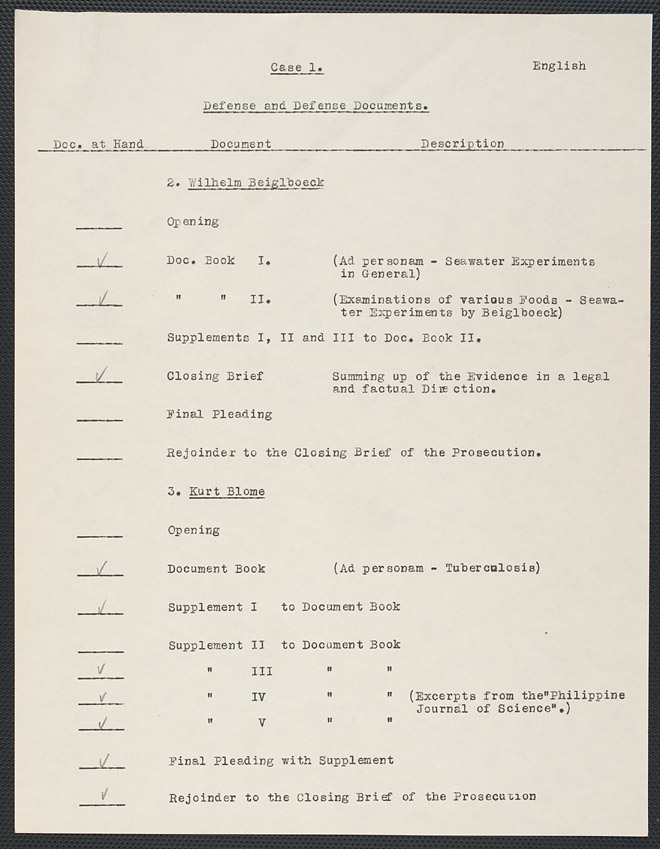 Case 1. English
Defense and Defense Documents.
Doc. at Hand Document Description
2. Wilhelm Beiglboeck
____ Opening
✓ Doc. Book I. (Ad personam - Seawater Experiments
in General)
✓ " " II. (Examinations of various Foods - Seawa-
ter Experiments by Beiglboeck)
____ Supplements I, II and III to Doc. Book II.
✓ Closing Brief Summing up of the Evidence in a legal
and factual Direction.
____ Final Pleading
____ Rejoinder to the Closing Brief of the Prosecution.
3. Kurt Blome
____ Opening
✓ Document Book (Ad personam - Tuberculosis)
✓ Supplement I to Document Book
____ Supplement II to Document Book
✓ " III " "
✓ " IV " " (Excerpts from the"Philippine
Journal of Science".)
✓ " V " "
✓ Final Pleading with Supplement
✓ Rejoinder to the Closing Brief of the Prosecution